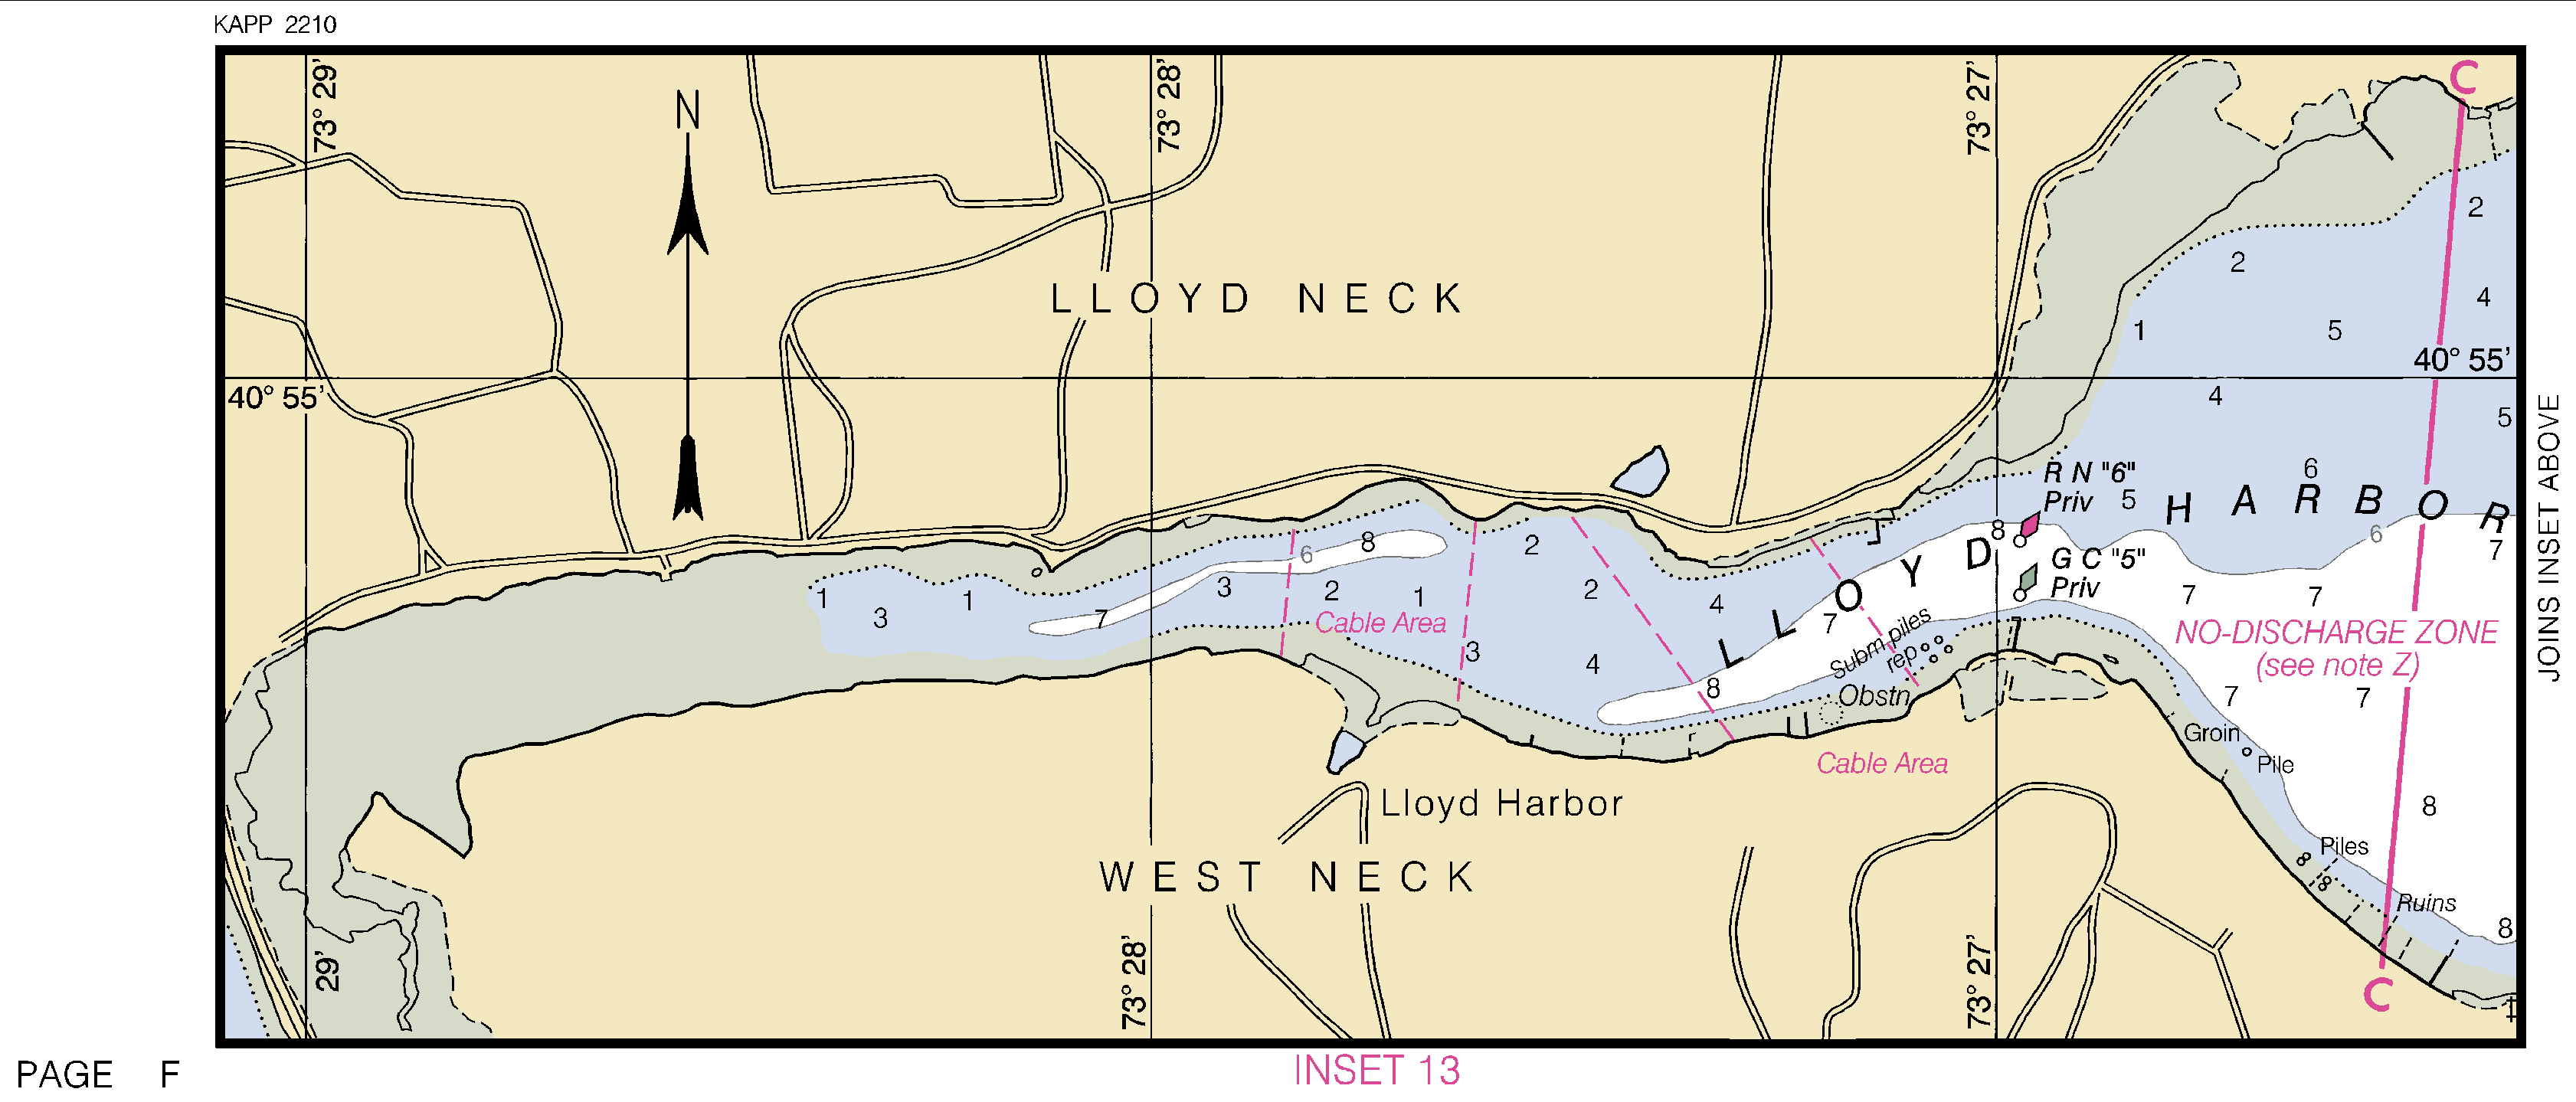 KAPP 2210
73° 29'
73° 28'
73° 27'
C
N
2
2
4
LLOYD NECK
1
5
40° 55'
40° 55'
4
5
JOINS INSET ABOVE
R N "6"
Priv
5
6
HARBOR
6
7
8
G C "5"
Priv
8
6
2
1
3
1
7
3
2
1
2
4
LLOYD
7
7
7
Cable Area
Subm piles
rep
NO-DISCHARGE ZONE
(see note Z)
3
4
8
Obstn
7
7
Groin
Pile
Cable Area
Lloyd Harbor
8
Piles
WEST NECK
Ruins
8
29'
73° 28'
73° 27'
C
PAGE F
INSET 13